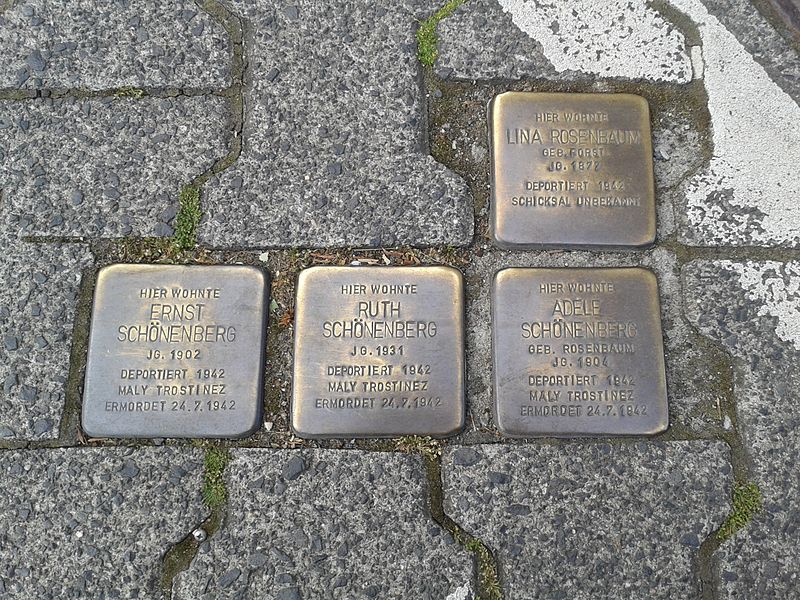 HIER WOHNTE
LINA ROSENBAUM
GEB. HORST
JG. 1877
DEPORTIERT 1942
SCHICKSAL UNBEKANNT
HIER WOHNTE
ERNST
SCHÖNENBERG
JG. 1902
DEPORTIERT 1942
MALY TROSTINEZ
ERMORDET 24.7.1942
HIER WOHNTE
RUTH
SCHÖNENBERG
JG. 1931
DEPORTIERT 1942
MALY TROSTINEZ
ERMORDET 24.7.1942
HIER WOHNTE
ADELE
SCHÖNENBERG
GEB. ROSENBAUM
JG. 1904
DEPORTIERT 1942
MALY TROSTINEZ
ERMORDET 24.7.1942